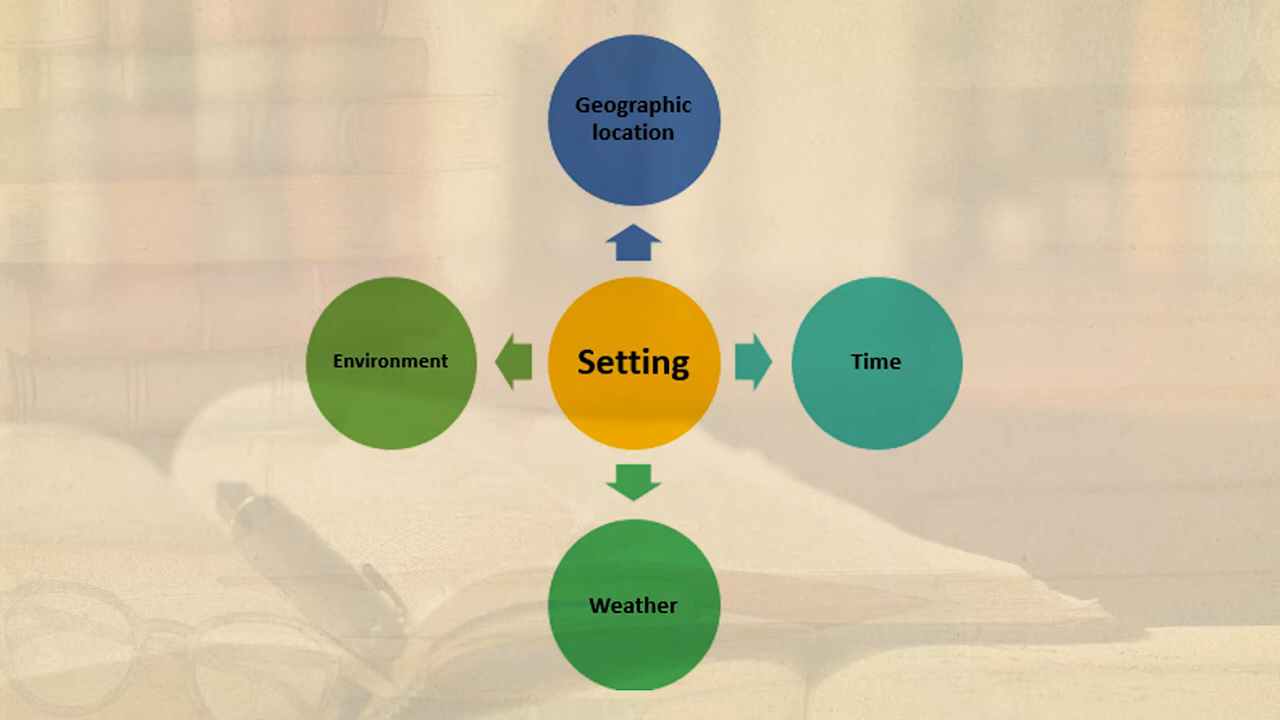 Geographic
location
Environment
Setting
Time
Weather